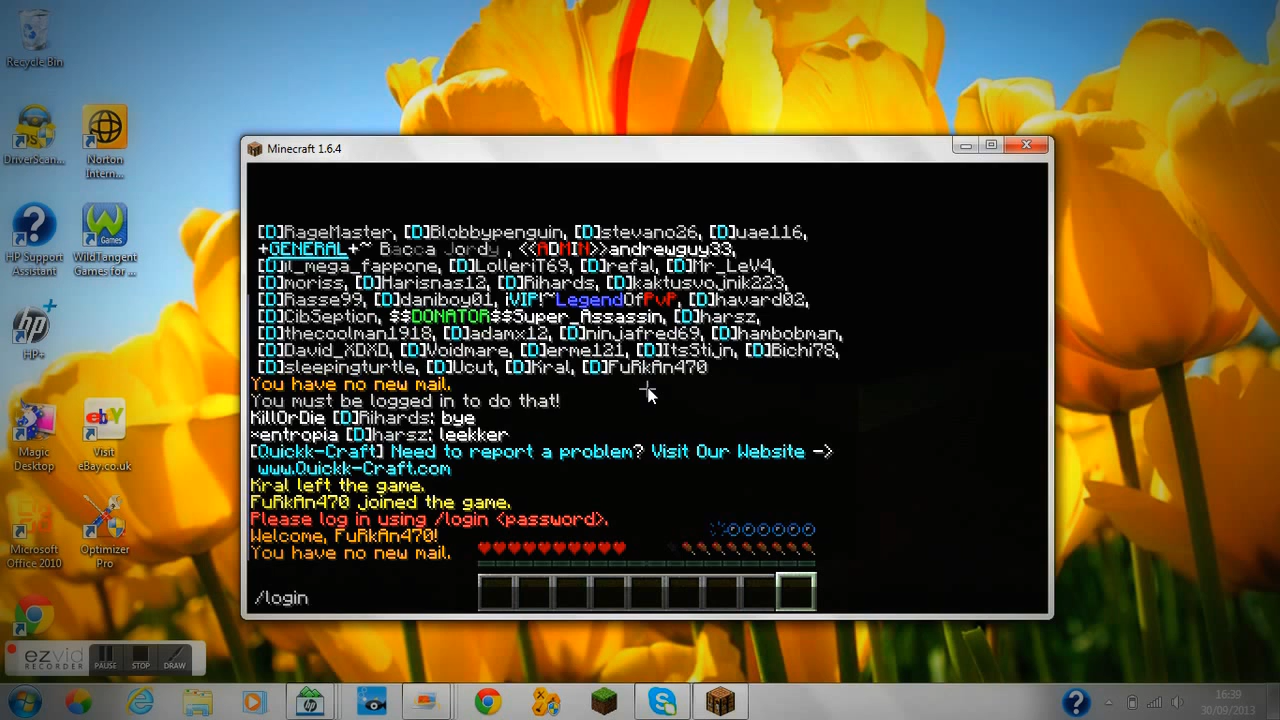 Recycle Bin
DriverScan...
Norton
Intern...
HP Support
Assistant
WildTangent
Games for ...
HP+
Magic
Desktop
Visit
eBay.co.uk
Microsoft
Office 2010
Optimizer
Pro
Minecraft 1.6.4
[D]RageMaster, [D]Blobbypenguin, [D]stevano26, [D]uae116,
+GENERAL+~ Bacca Jordy , <<ADMIN>>andrewguy33,
[D]il_mega_fappone, [D]LolleriT69, [D]refal, [D]Mr_LeV4,
[D]moriss, [D]Harisnas12, [D]Rihards, [D]kaktusvojnik223,
[D]Rasse99, [D]daniboy01, iVIP!~LegendOfPvP, [D]havard02,
[D]CibSeption, $$DONATOR$$Super_Assassin, [D]harsz,
[D]thecoolman1918, [D]adamx12, [D]ninjafred69, [D]hambobman,
[D]David_XDXD, [D]Voidmare, [D]erme121, [D]ItsStijn, [D]Bichi78,
[D]sleepingturtle, [D]Ucut, [D]Kral, [D]FuRkAn470
You have no new mail.
You must be logged in to do that!
KillOrDie [D]Rihards: bye
*entropia [D]harsz: leekker
[Quickk-Craft] Need to report a problem? Visit Our Website ->
www.Quickk-Craft.com
Kral left the game.
FuRkAn470 joined the game.
Please log in using /login <password>.
Welcome, FuRkAn470!
You have no new mail.
/login
ezvid
RECORDER
PAUSE
STOP
DRAW
16:39
30/09/2013